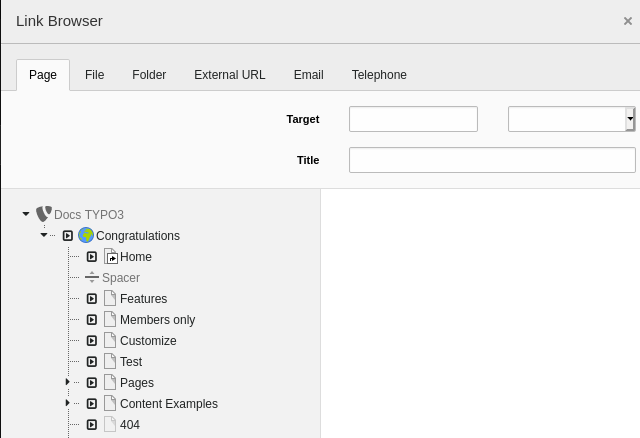 Link Browser ×
Page File Folder External URL Email Telephone
Target
Title
Docs TYPO3
Congratulations
Home
Spacer
Features
Members only
Customize
Test
Pages
Content Examples
404